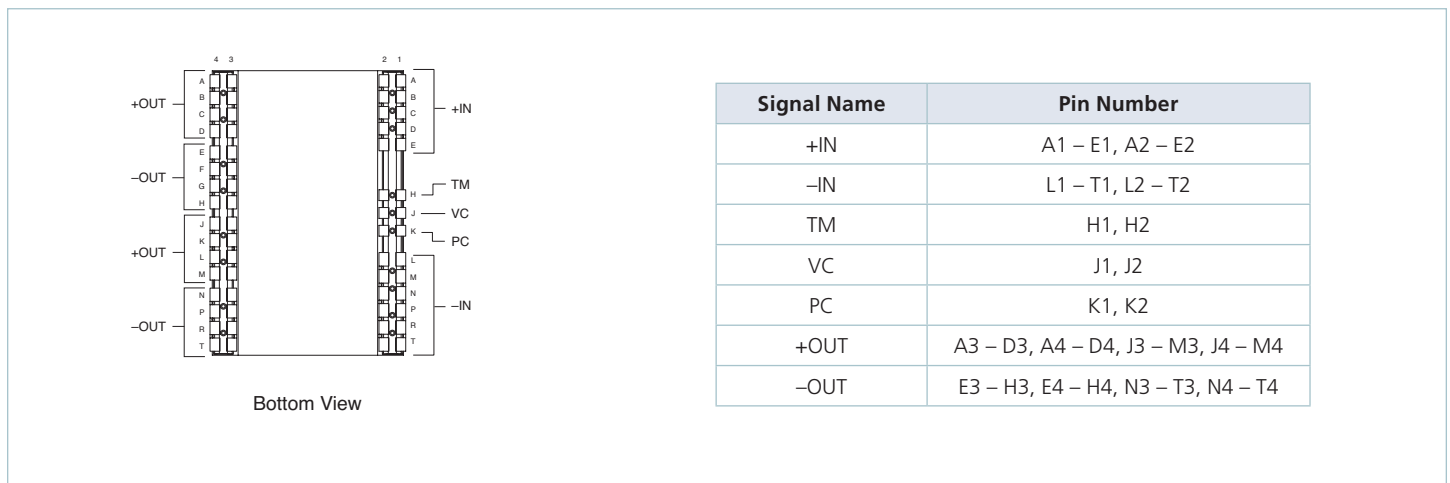 4 3
2 1
A
B
C
D
E
F
G
H
J
K
L
M
N
P
R
T
+OUT
–OUT
+OUT
–OUT
A
B
C
D
E
H
J
K
L
M
N
P
R
T
+IN
TM
VC
PC
–IN
Bottom View
Signal Name Pin Number
+IN A1 – E1, A2 – E2
–IN L1 – T1, L2 – T2
TM H1, H2
VC J1, J2
PC K1, K2
+OUT A3 – D3, A4 – D4, J3 – M3, J4 – M4
–OUT E3 – H3, E4 – H4, N3 – T3, N4 – T4